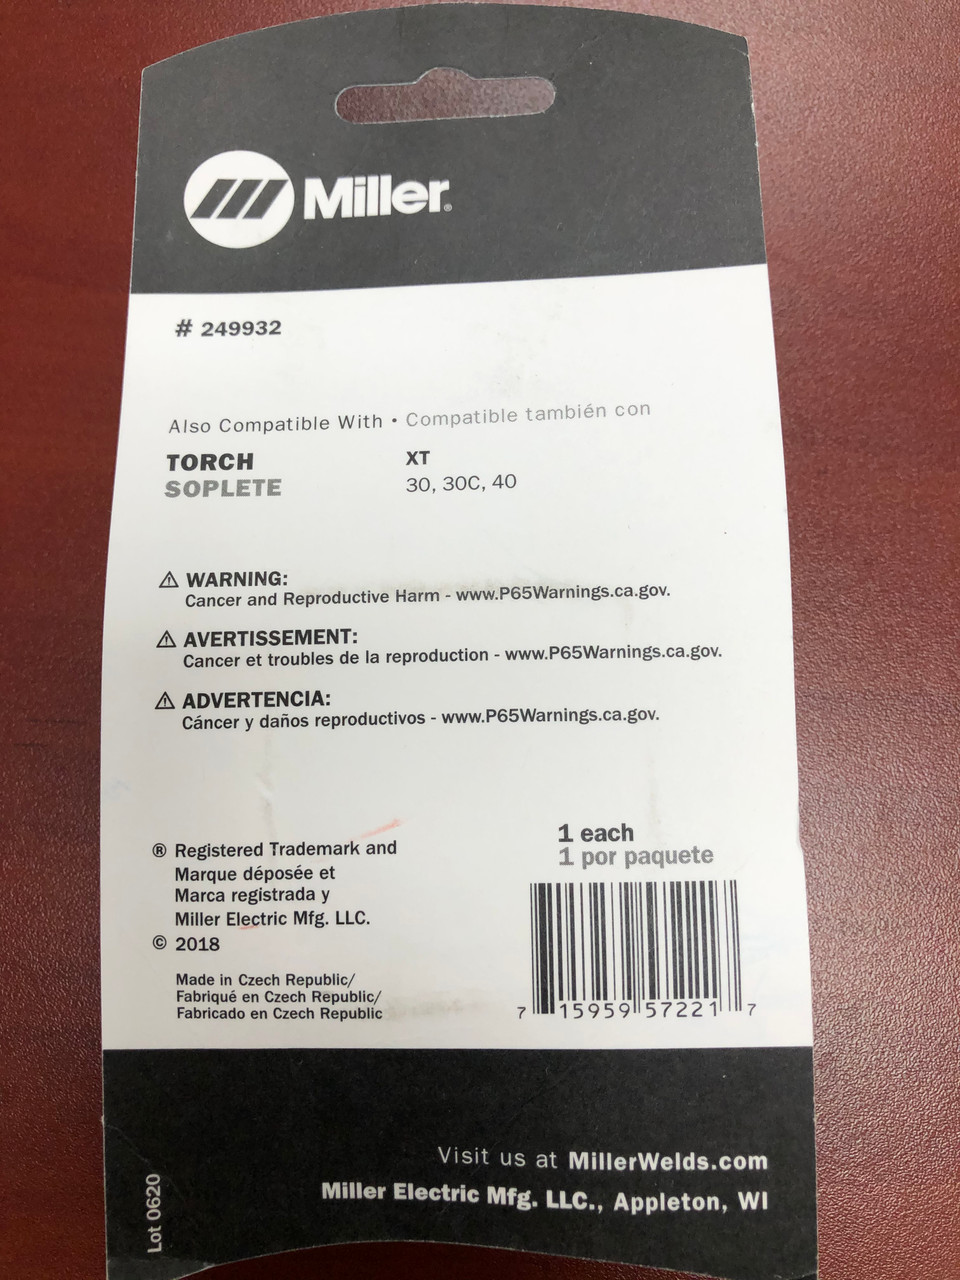 Miller®
# 249932
Also Compatible With • Compatible también con
TORCH XT
SOPLETE 30, 30C, 40
⚠ WARNING:
Cancer and Reproductive Harm - www.P65Warnings.ca.gov.
⚠ AVERTISSEMENT:
Cancer et troubles de la reproduction - www.P65Warnings.ca.gov.
⚠ ADVERTENCIA:
Cáncer y daños reproductivos - www.P65Warnings.ca.gov.
® Registered Trademark and
Marque déposée et
Marca registrada y
Miller Electric Mfg. LLC.
© 2018
Made in Czech Republic/
Fabriqué en Czech Republic/
Fabricado en Czech Republic
1 each
1 por paquete
7 15959 57221 7
Visit us at MillerWelds.com
Miller Electric Mfg. LLC., Appleton, WI
Lot 0620